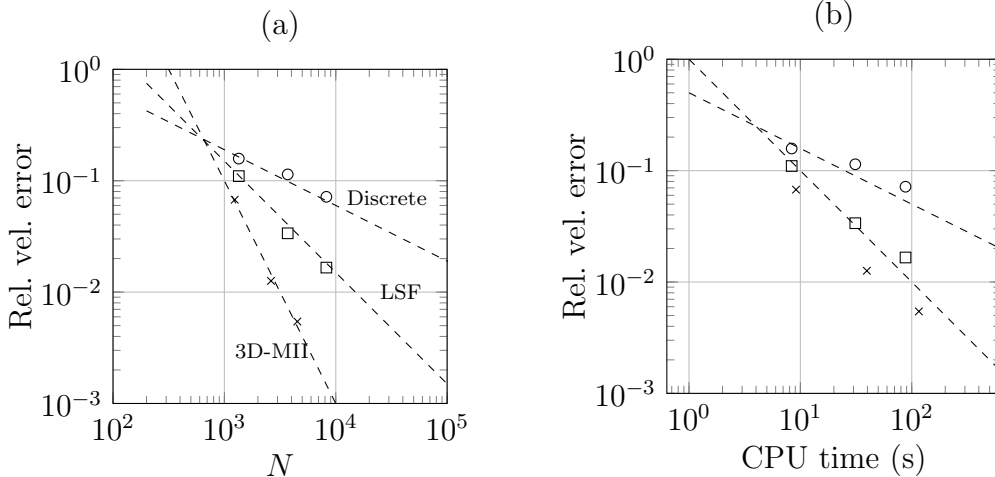 (a)
10^0
10^−1
10^−2
10^−3
10^2
10^3
10^4
10^5
N
Rel. vel. error
Discrete
LSF
3D-MII
(b)
10^0
10^−1
10^−2
10^−3
10^0
10^1
10^2
CPU time (s)
Rel. vel. error